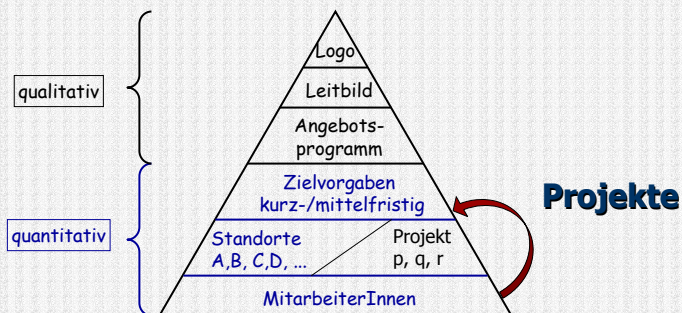 Logo
qualitativ
Leitbild
Angebots-
programm
Zielvorgaben
kurz-/mittelfristig
Projekte
quantitativ
Standorte
A,B, C,D, ...
Projekt
p, q, r
MitarbeiterInnen